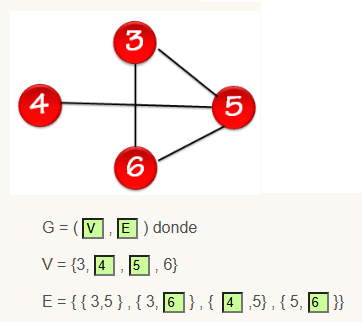 3
4
5
6
G = ( V , E ) donde
V = {3, 4 , 5 , 6}
E = { { 3,5 } , { 3, 6 } , { 4 ,5} , { 5, 6 }}